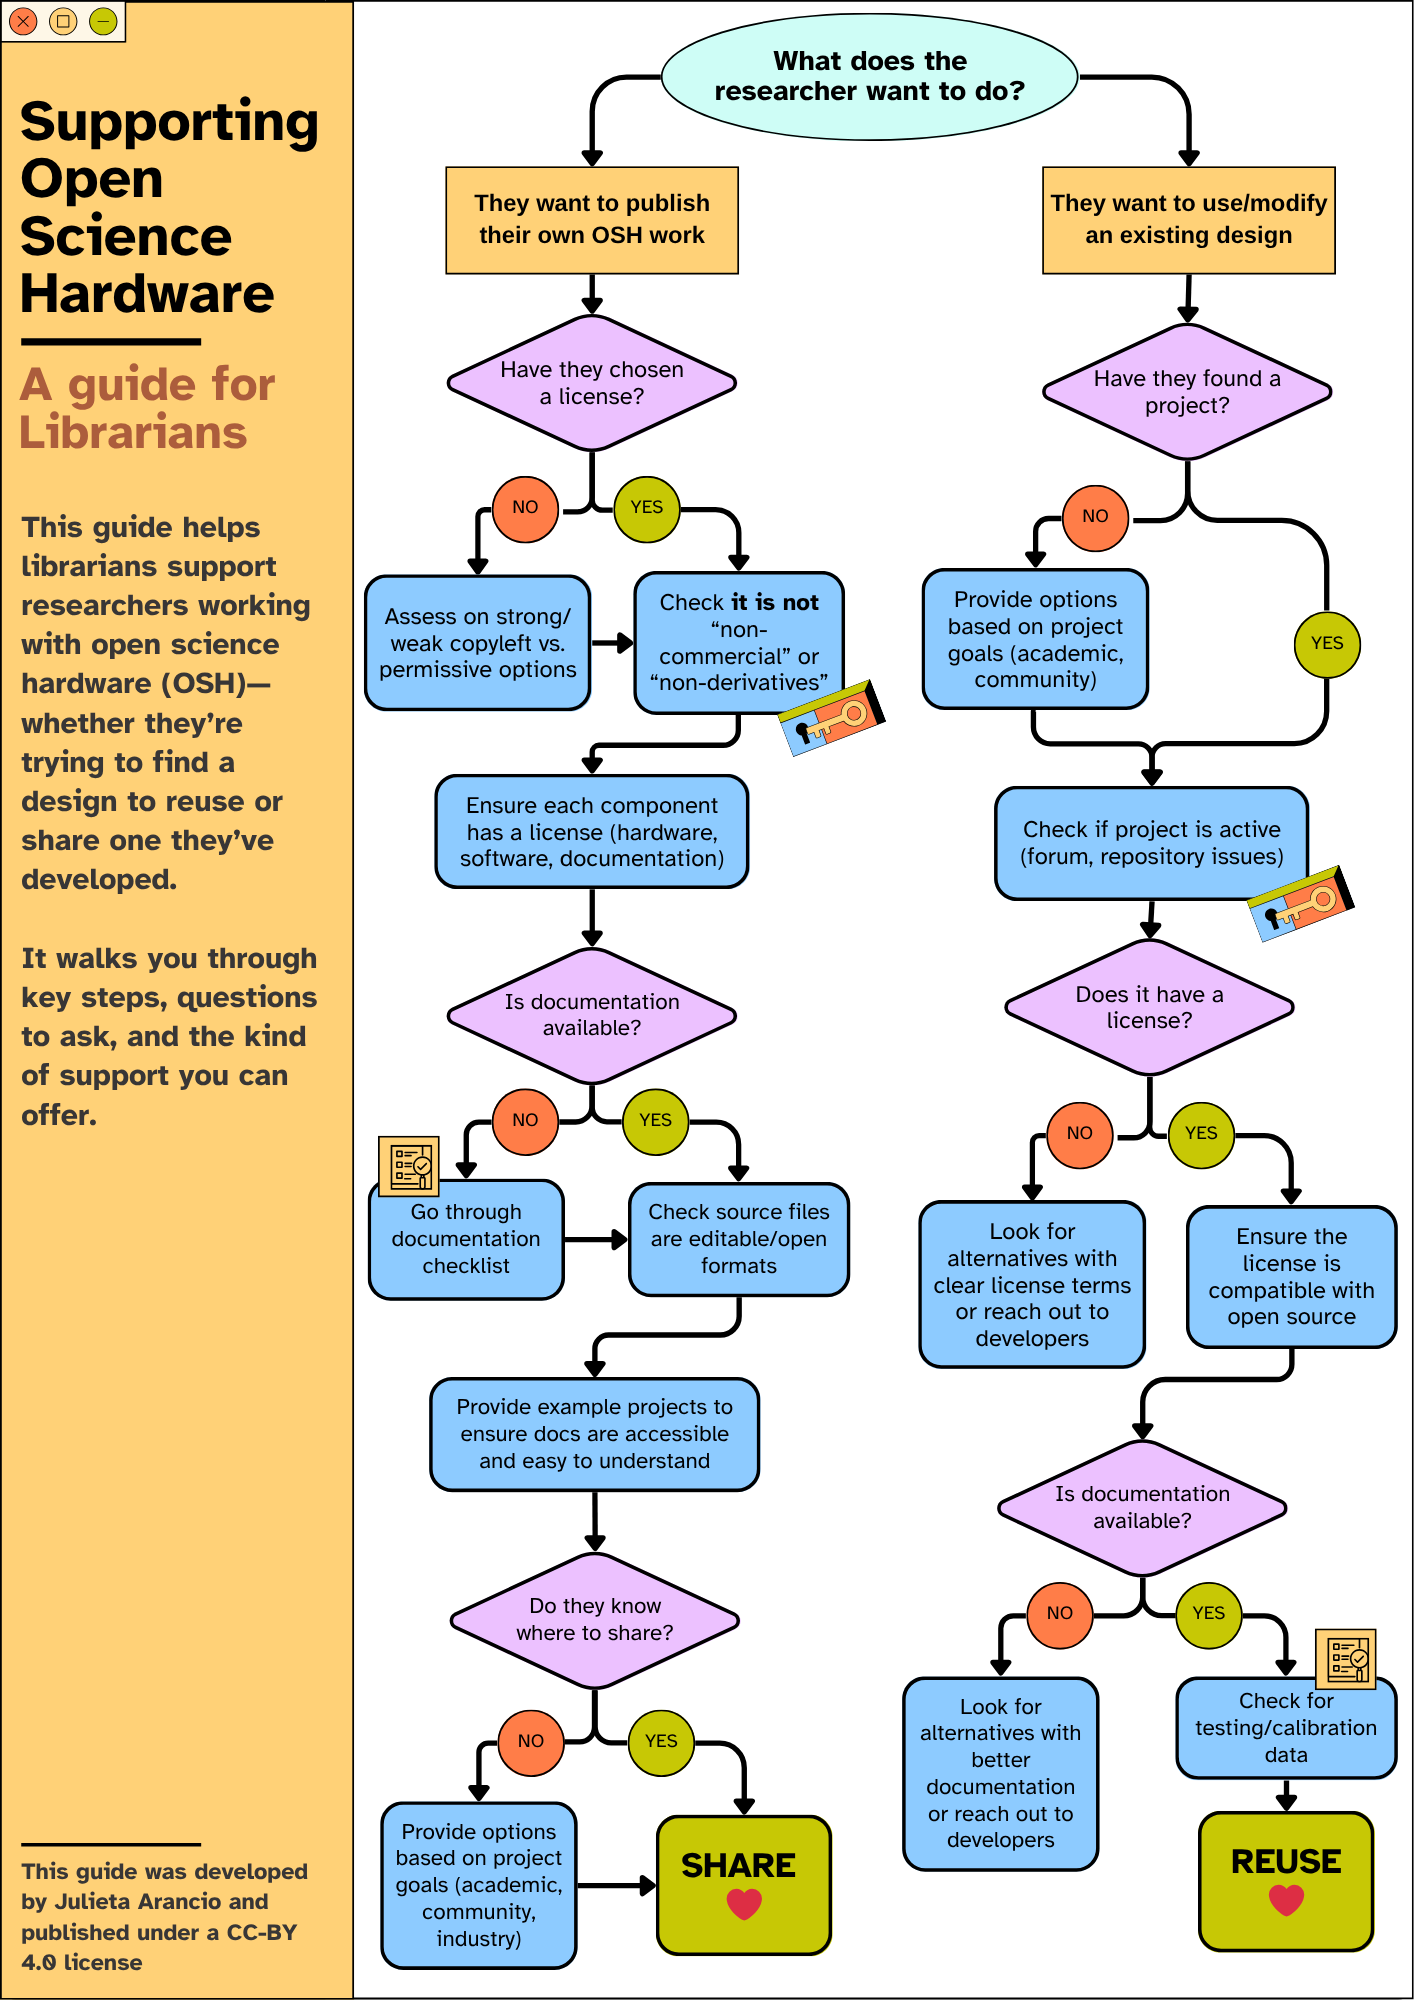 Supporting
Open
Science
Hardware
A guide for
Librarians
This guide helps
librarians support
researchers working
with open science
hardware (OSH)—
whether they’re
trying to find a
design to reuse or
share one they’ve
developed.
It walks you through
key steps, questions
to ask, and the kind
of support you can
offer.
This guide was developed
by Julieta Arancio and
published under a CC-BY
4.0 license
What does the
researcher want to do?
They want to publish
their own OSH work
Have they chosen
a license?
NO
YES
Assess on strong/
weak copyleft vs.
permissive options
Check it is not
“non-
commercial” or
“non-derivatives”
Ensure each component
has a license (hardware,
software, documentation)
Is documentation
available?
NO
YES
Go through
documentation
checklist
Check source files
are editable/open
formats
Provide example projects to
ensure docs are accessible
and easy to understand
Do they know
where to share?
NO
YES
Provide options
based on project
goals (academic,
community,
industry)
SHARE
They want to use/modify
an existing design
Have they found a
project?
NO
YES
Provide options
based on project
goals (academic,
community)
Check if project is active
(forum, repository issues)
Does it have a
license?
NO
YES
Look for
alternatives with
clear license terms
or reach out to
developers
Ensure the
license is
compatible with
open source
Is documentation
available?
NO
YES
Look for
alternatives with
better
documentation
or reach out to
developers
Check for
testing/calibration
data
REUSE